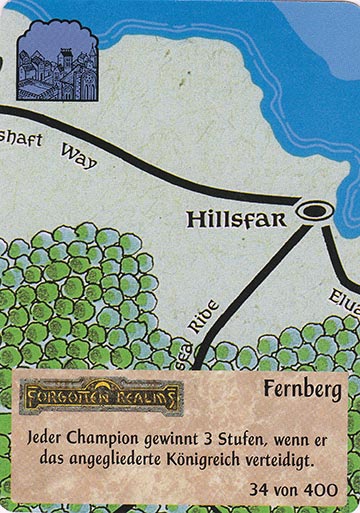 shaft Way
Hillsfar
Elua
sea Ride
Fernberg
FORGOTTEN REALMS
Jeder Champion gewinnt 3 Stufen, wenn er
das angegliederte Königreich verteidigt.
34 von 400